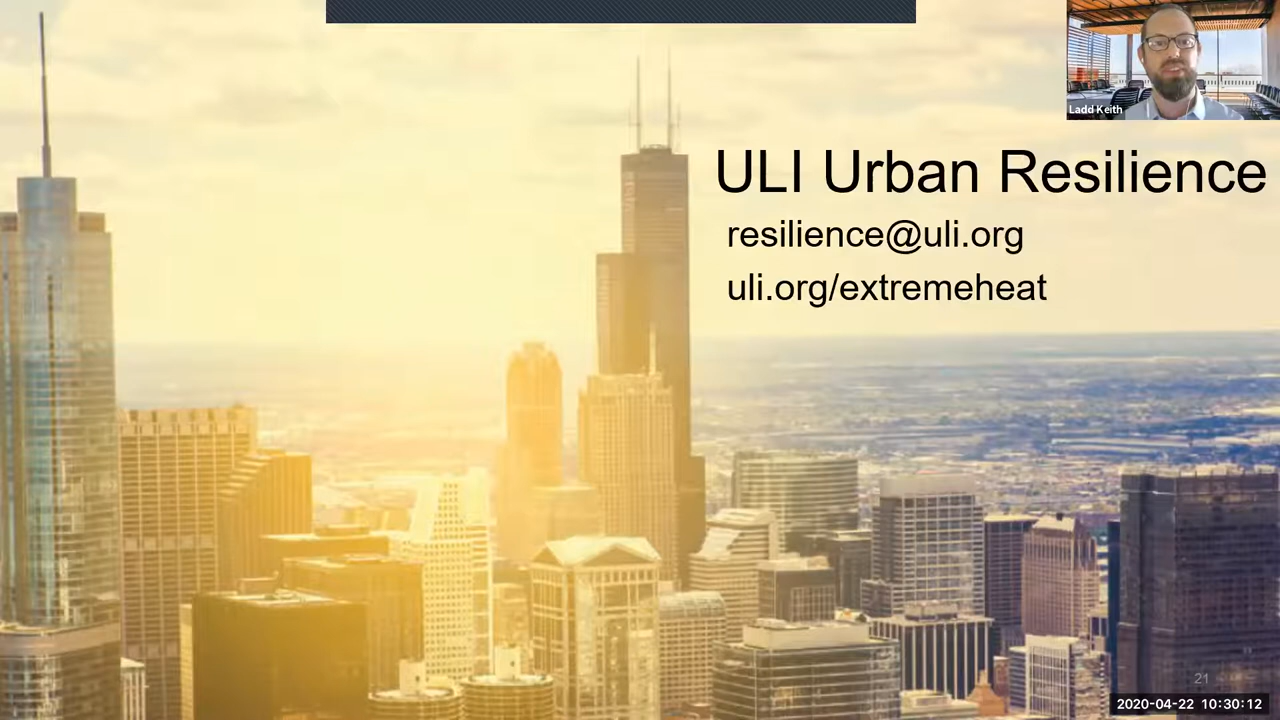 Ladd Keith
ULI Urban Resilience
resilience@uli.org
uli.org/extremeheat
21
2020-04-22 10:30:12